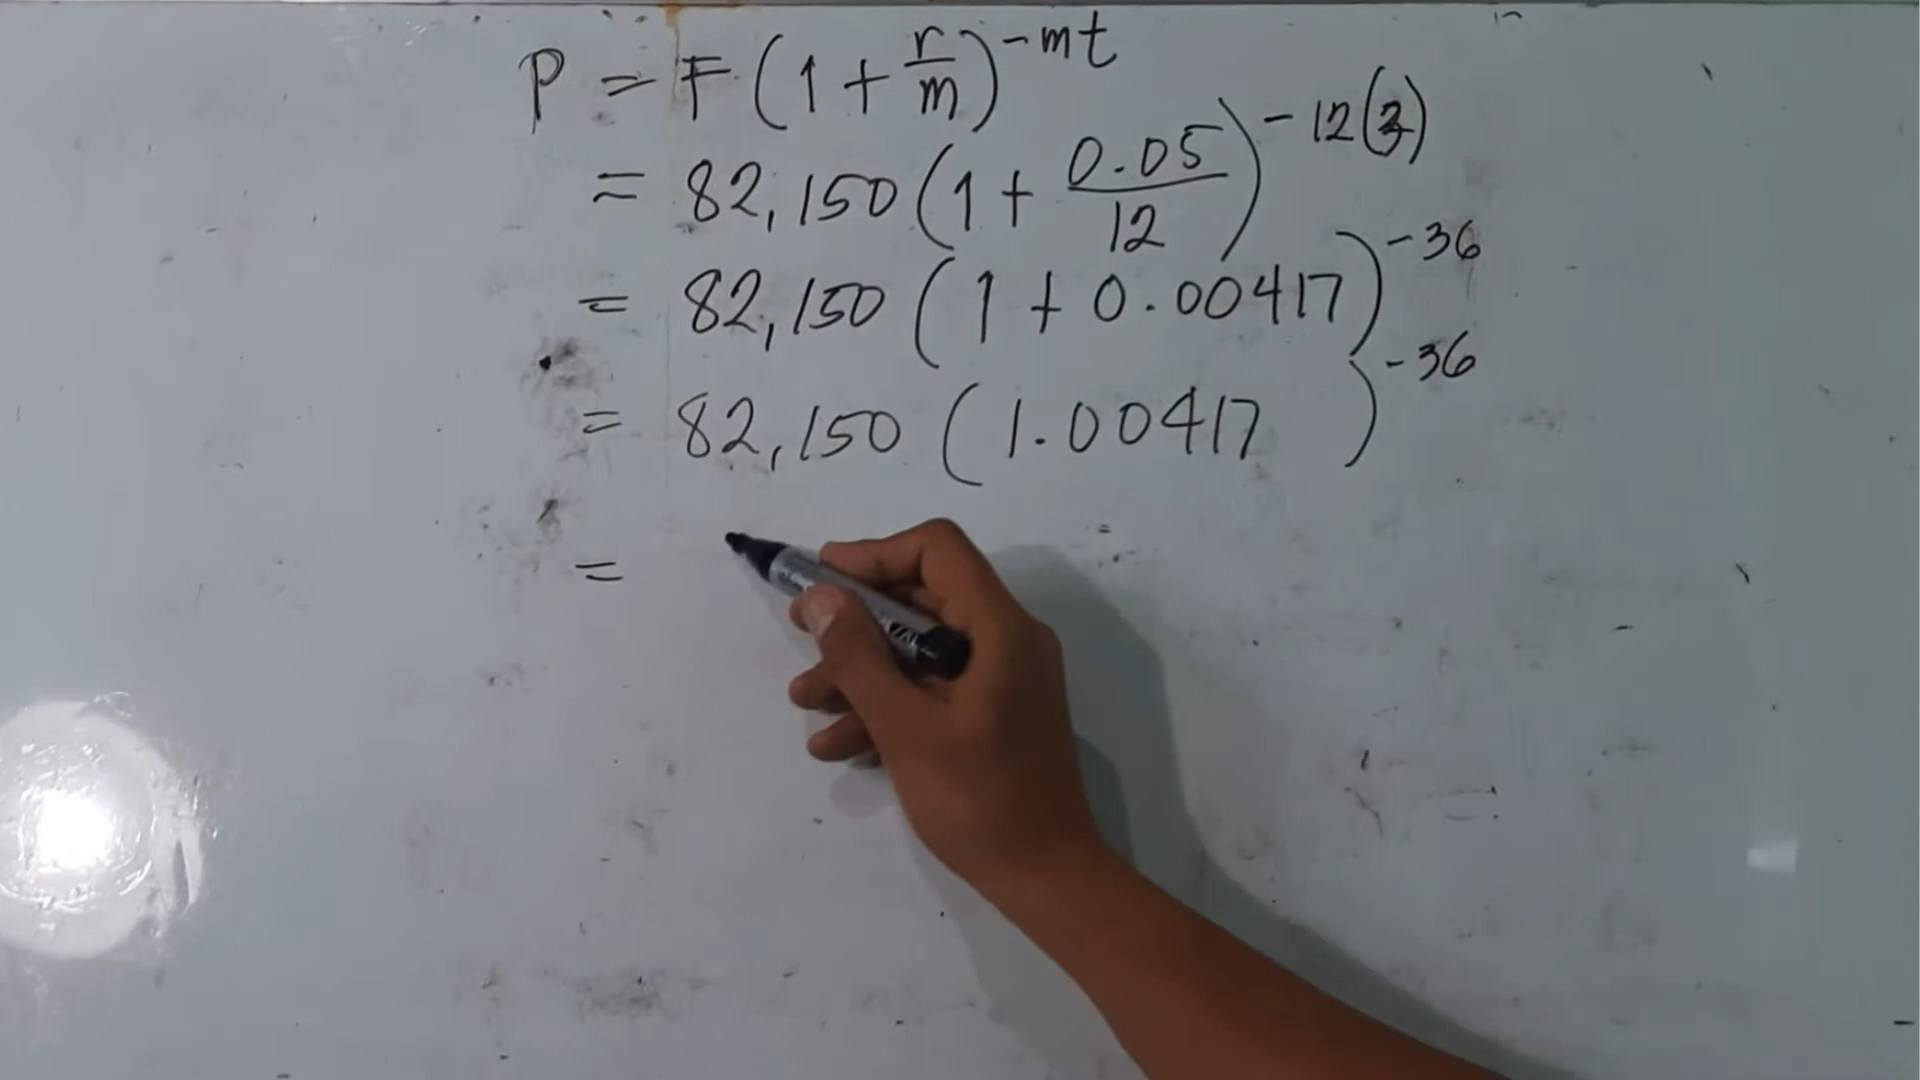 P = F(1 + r/m)^-mt
= 82,150(1 + 0.05/12)^-12(3)
= 82,150(1 + 0.00417)^-36
= 82,150(1.00417)^-36
=